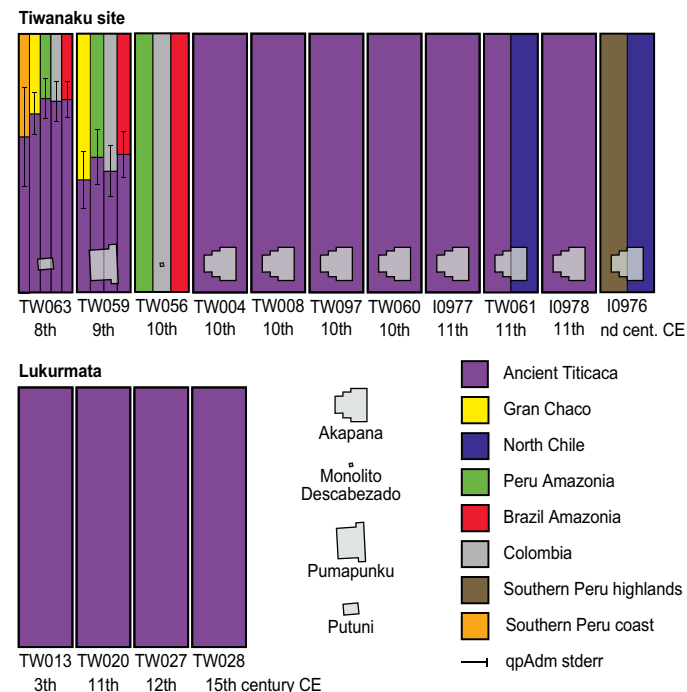 Tiwanaku site
TW063 TW059 TW056 TW004 TW008 TW097 TW060 I0977 TW061 I0978 I0976
8th 9th 10th 10th 10th 10th 10th 11th 11th 11th nd cent. CE
Lukurmata
TW013 TW020 TW027 TW028
3th 11th 12th 15th century CE
Akapana
Monolito
Descabezado
Pumapunku
Putuni
Ancient Titicaca
Gran Chaco
North Chile
Peru Amazonia
Brazil Amazonia
Colombia
Southern Peru highlands
Southern Peru coast
qpAdm stderr